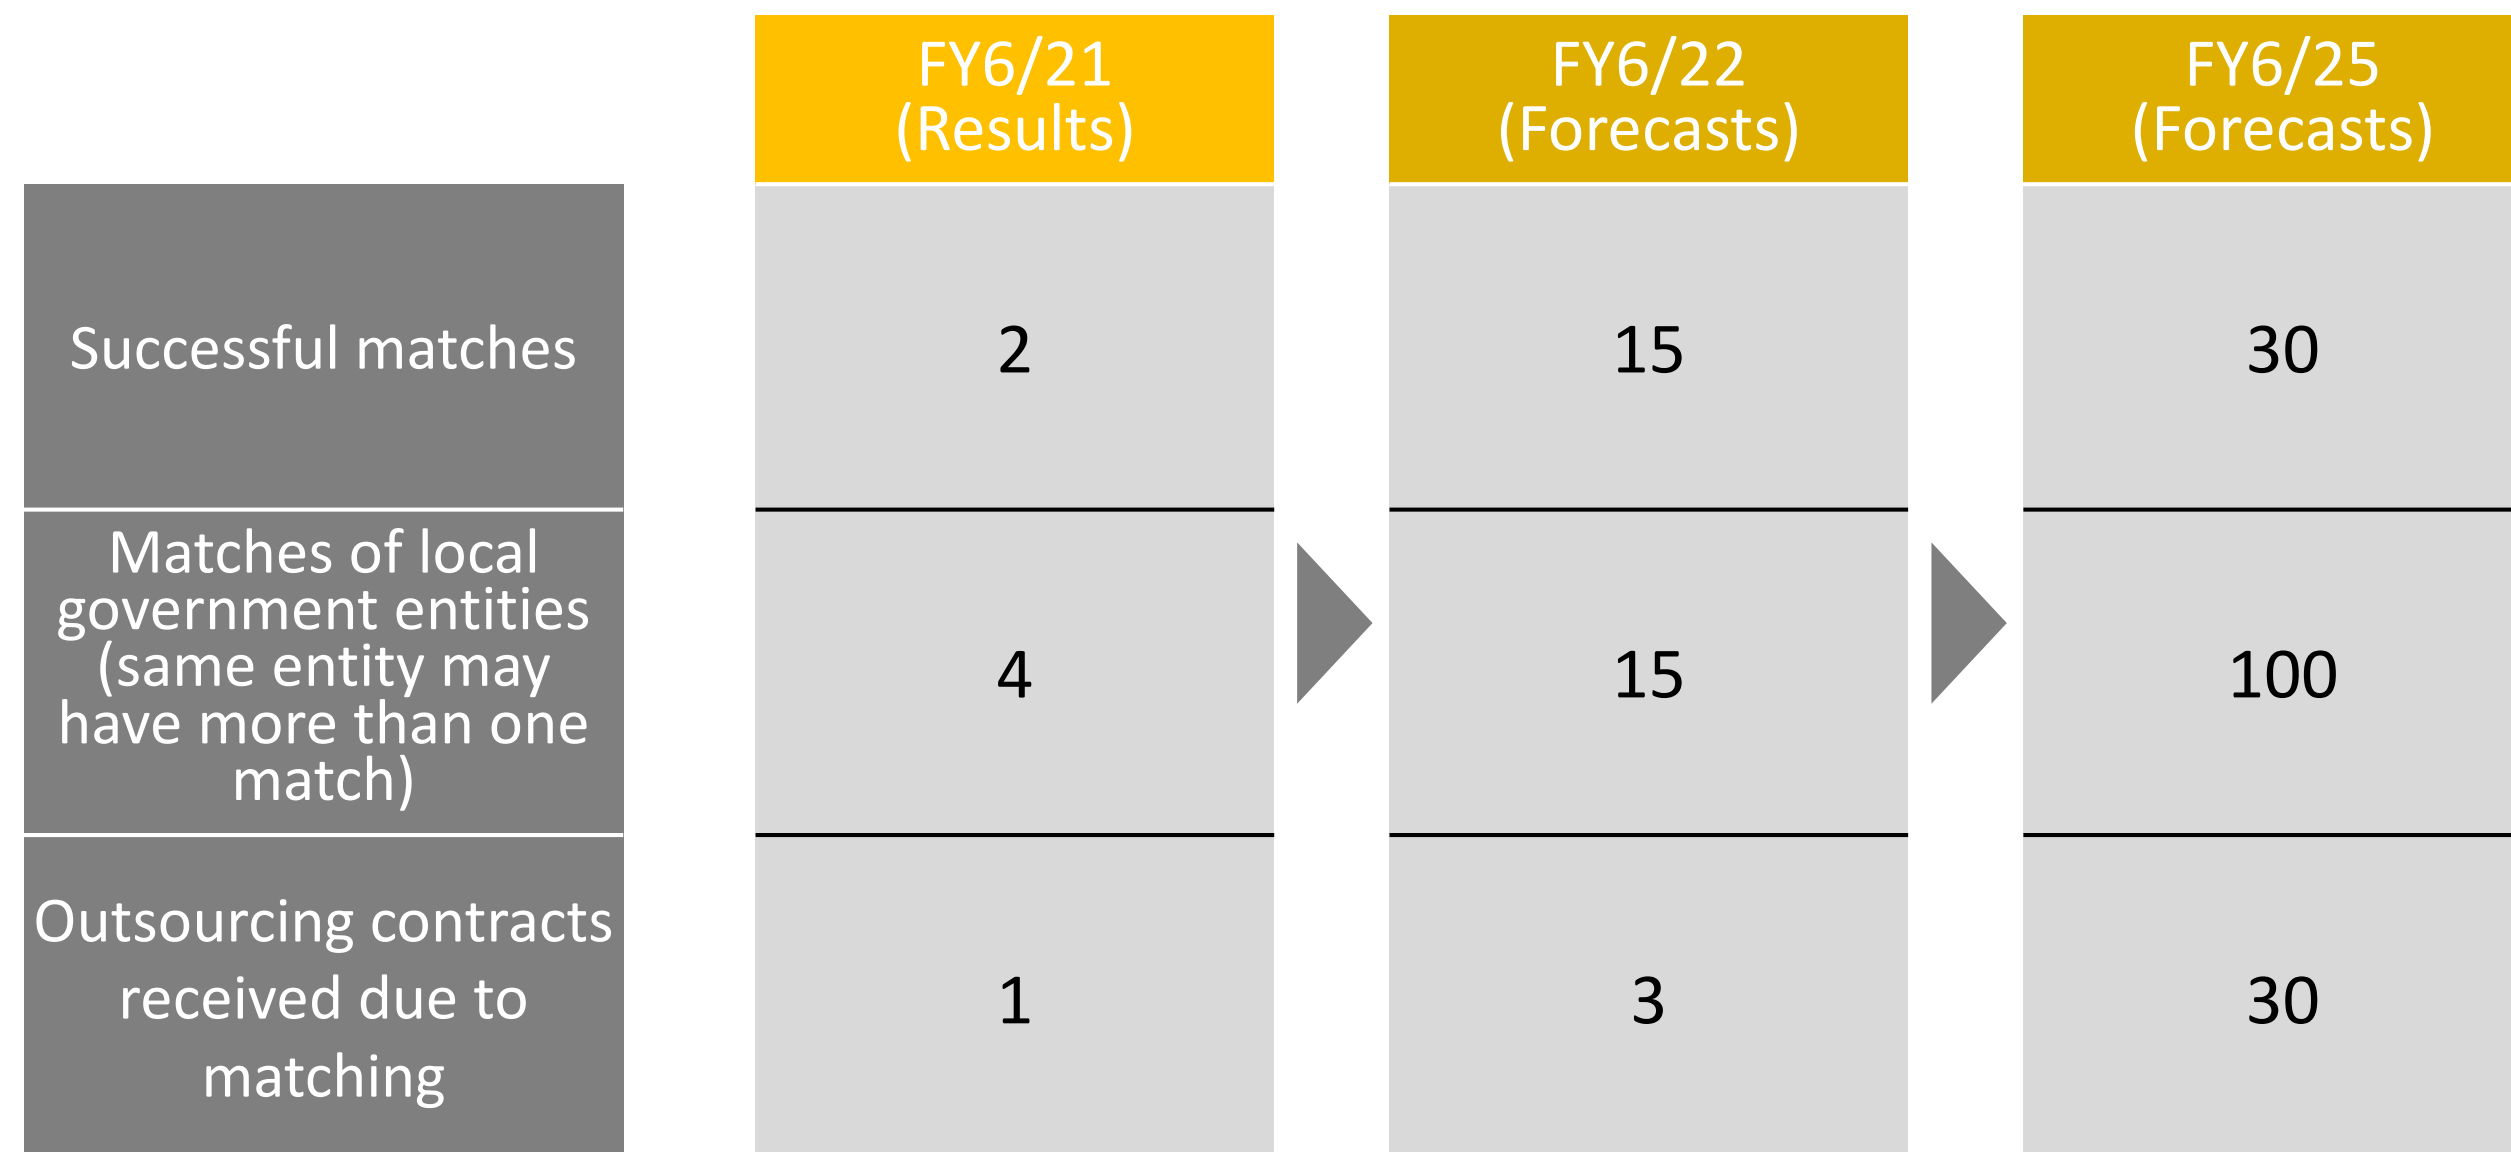 FY6/21
(Results)
FY6/22
(Forecasts)
FY6/25
(Forecasts)
Successful matches
2
15
30
Matches of local
government entities
(same entity may
have more than one
match)
4
15
100
Outsourcing contracts
received due to
matching
1
3
30